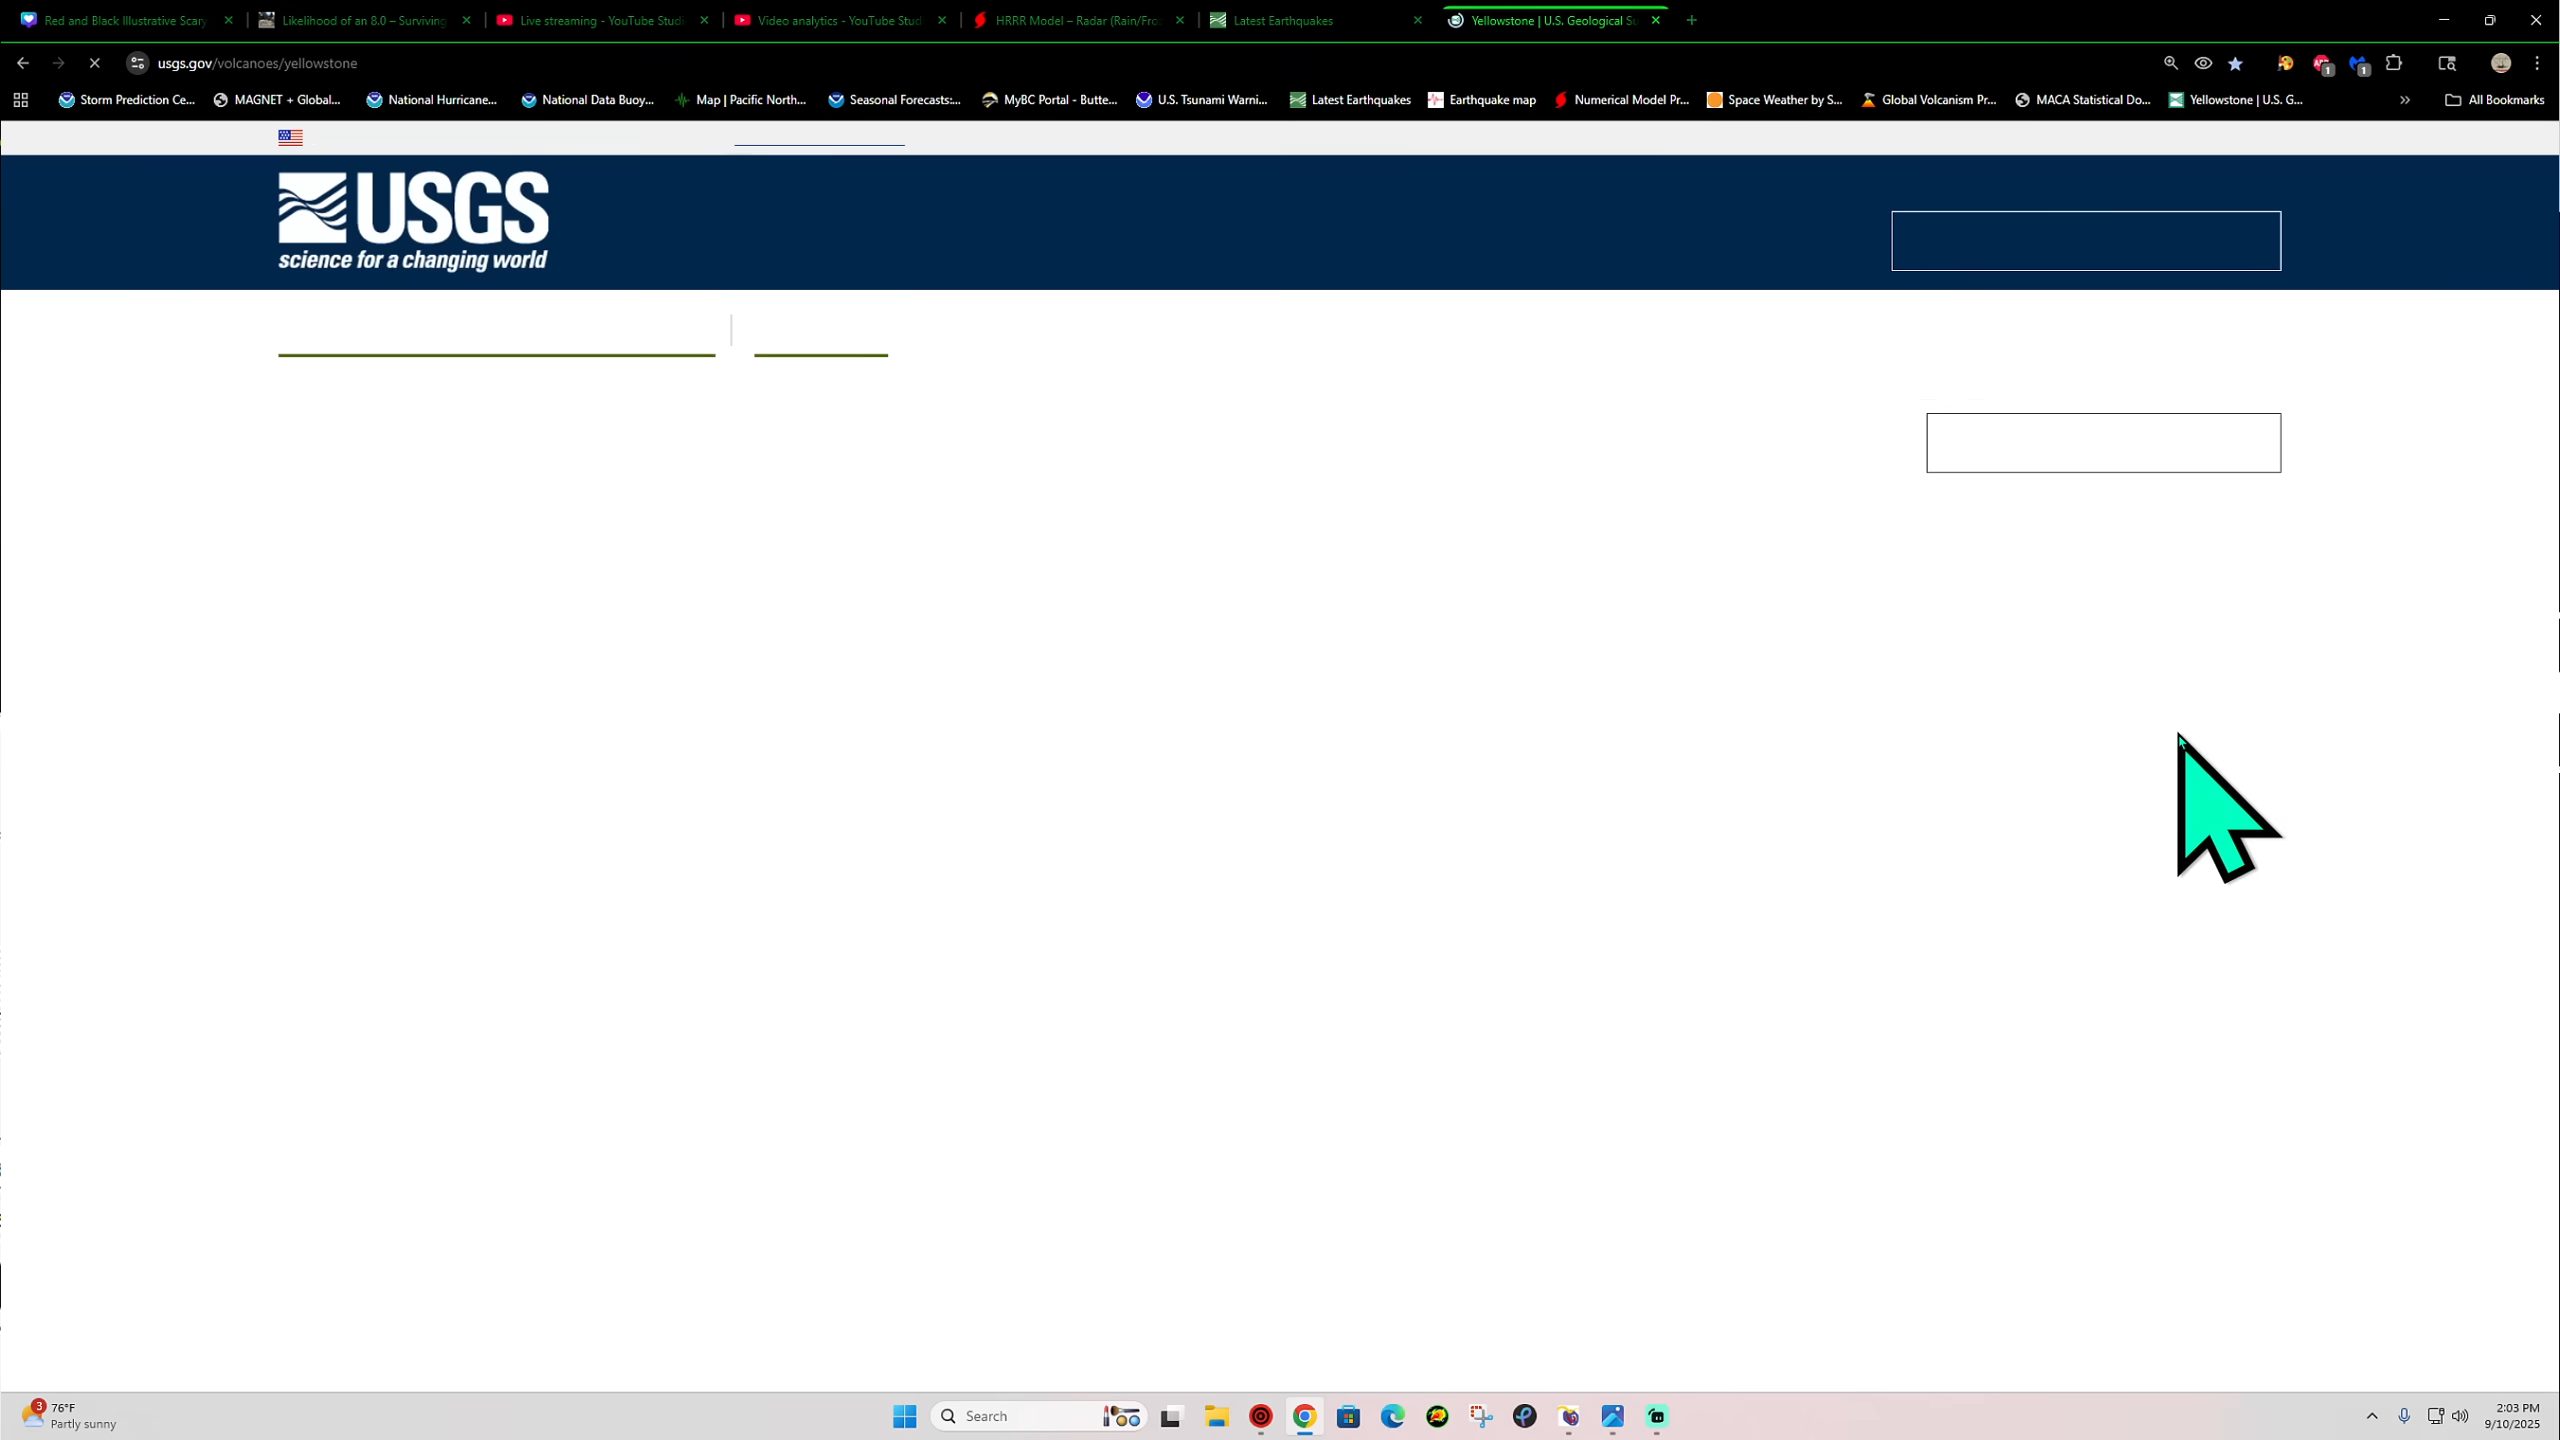 Red and Black Illustrative Scary
Likelihood of an 8.0 – Surviving
Live streaming - YouTube Studi
Video analytics - YouTube Stud
HRRR Model – Radar (Rain/Fro
Latest Earthquakes
Yellowstone | U.S. Geological Su
usgs.gov/volcanoes/yellowstone
1
1
Storm Prediction Ce...
MAGNET + Global...
National Hurricane...
National Data Buoy...
Map | Pacific North...
Seasonal Forecasts:...
MyBC Portal - Butte...
U.S. Tsunami Warni...
Latest Earthquakes
Earthquake map
Numerical Model Pr...
Space Weather by S...
Global Volcanism Pr...
MACA Statistical Do...
Yellowstone | U.S. G...
All Bookmarks
USGS
science for a changing world
3
76°F
Partly sunny
Search
2:03 PM
9/10/2025